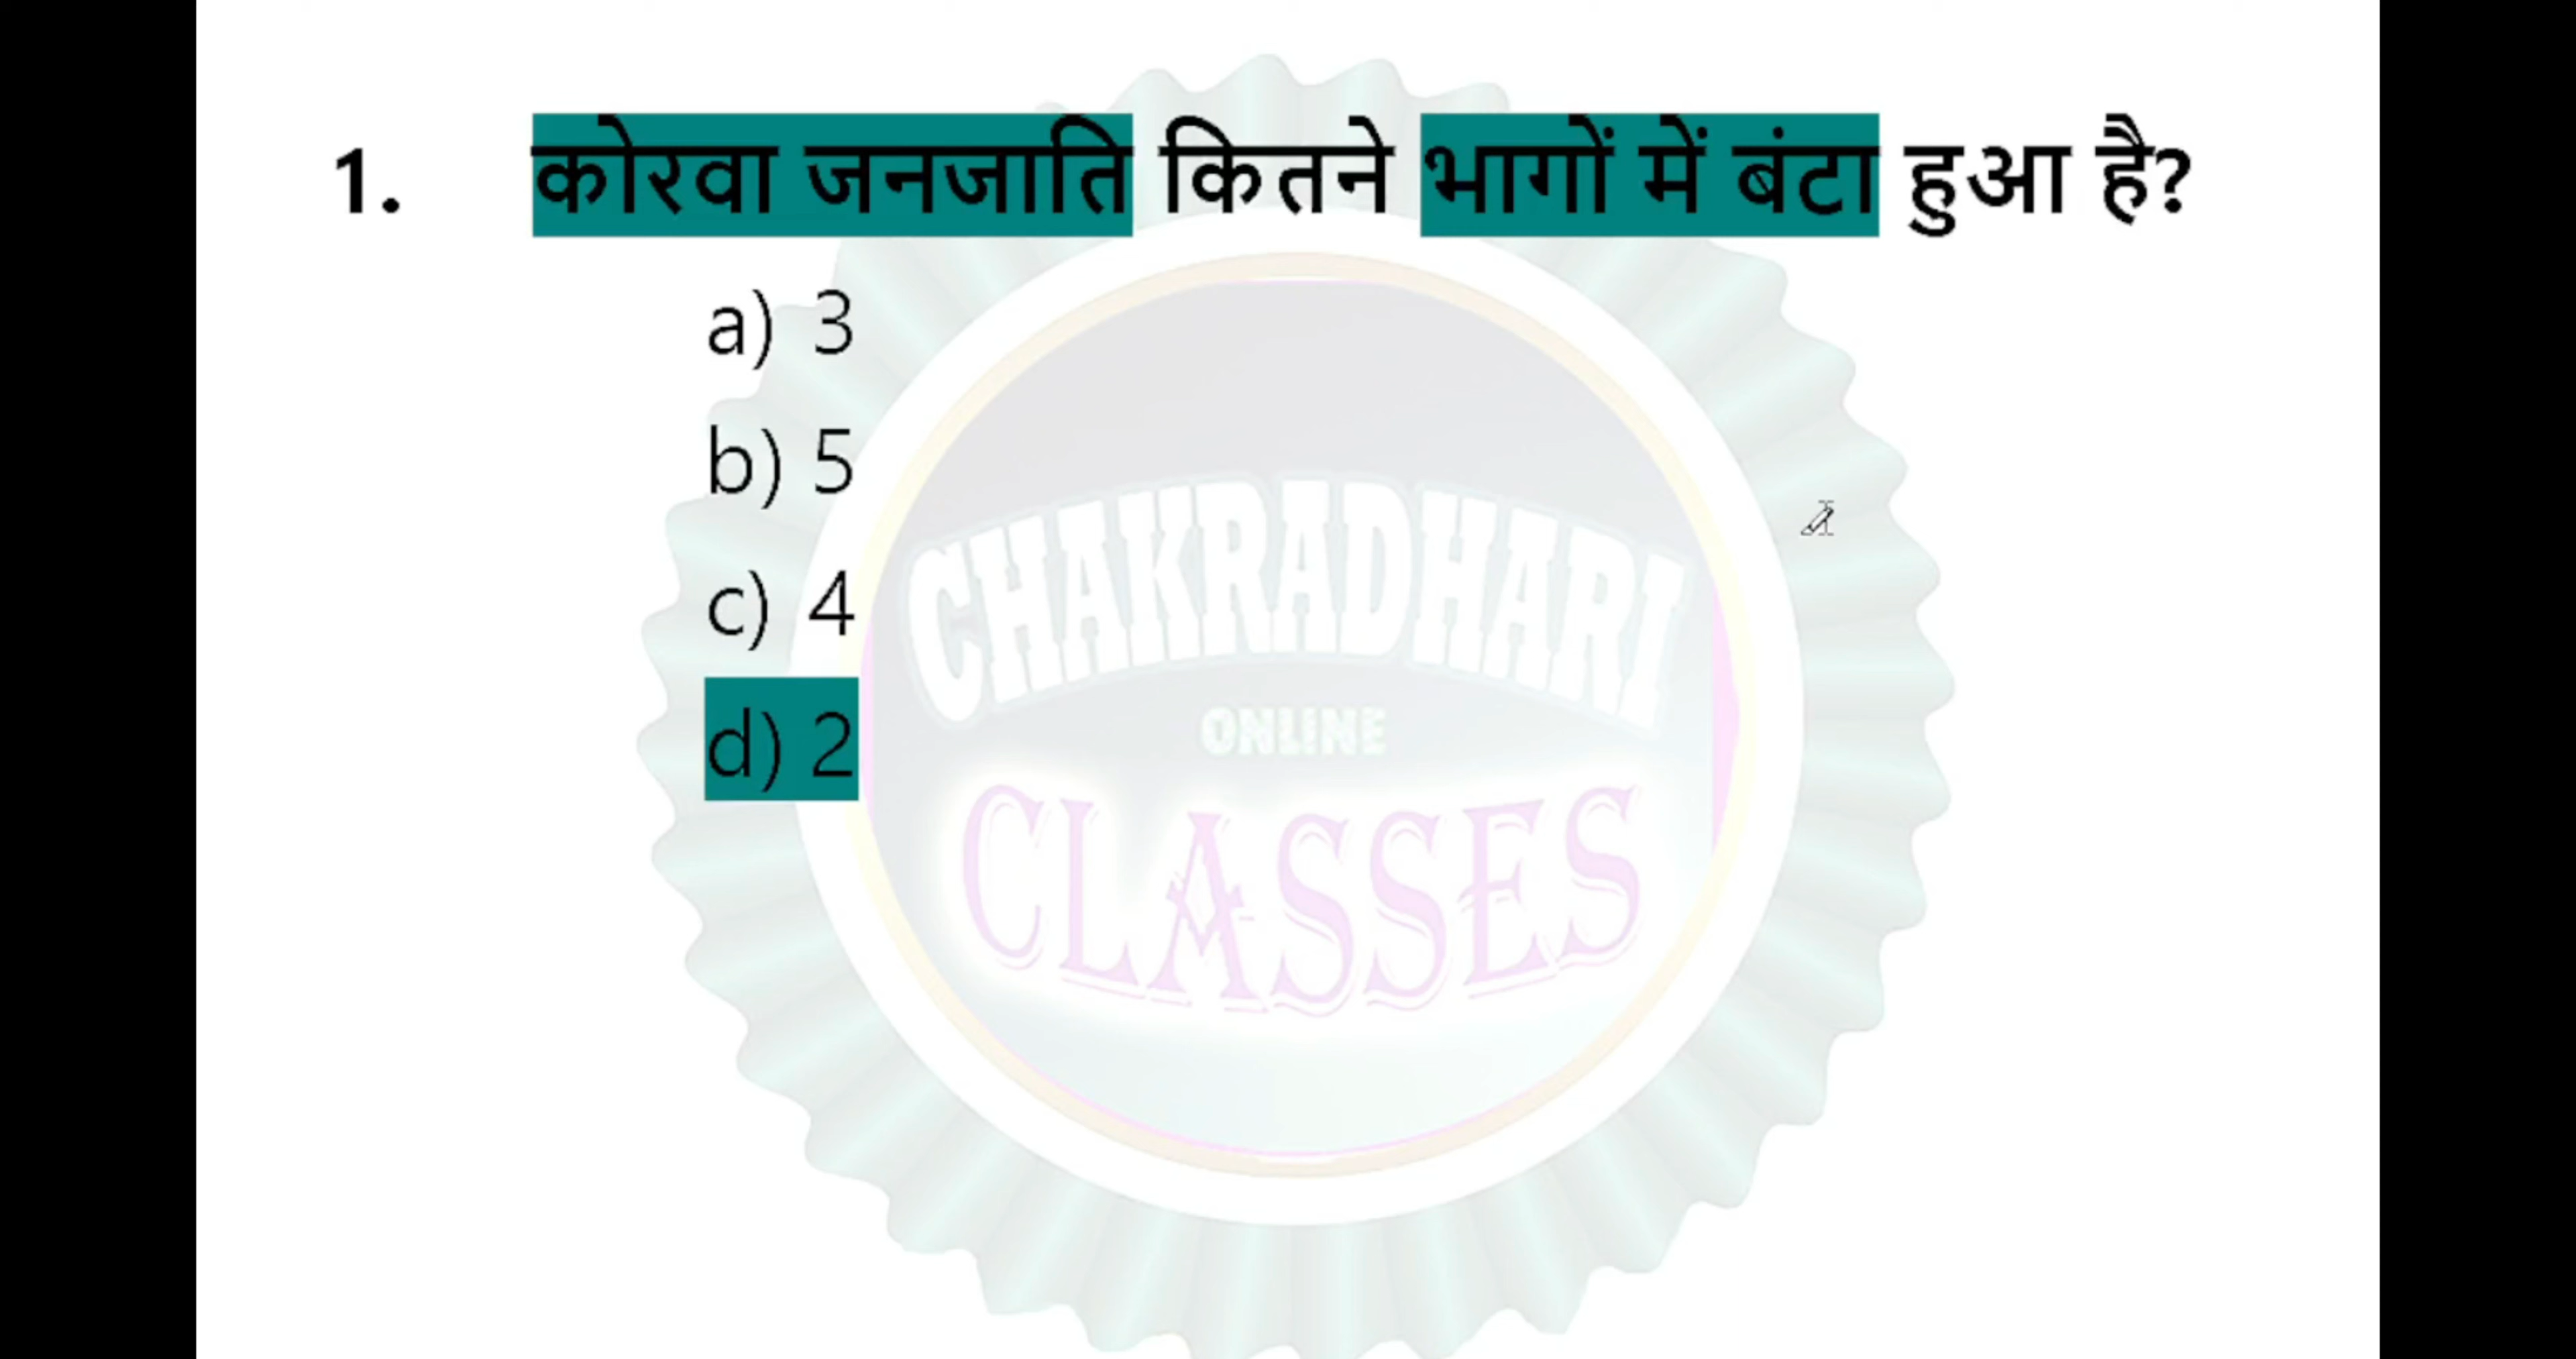 1. कोरवा जनजाति कितने भागों में बंटा हुआ है?
a) 3
b) 5
c) 4
d) 2
CHAKRADHARI
ONLINE
CLASSES